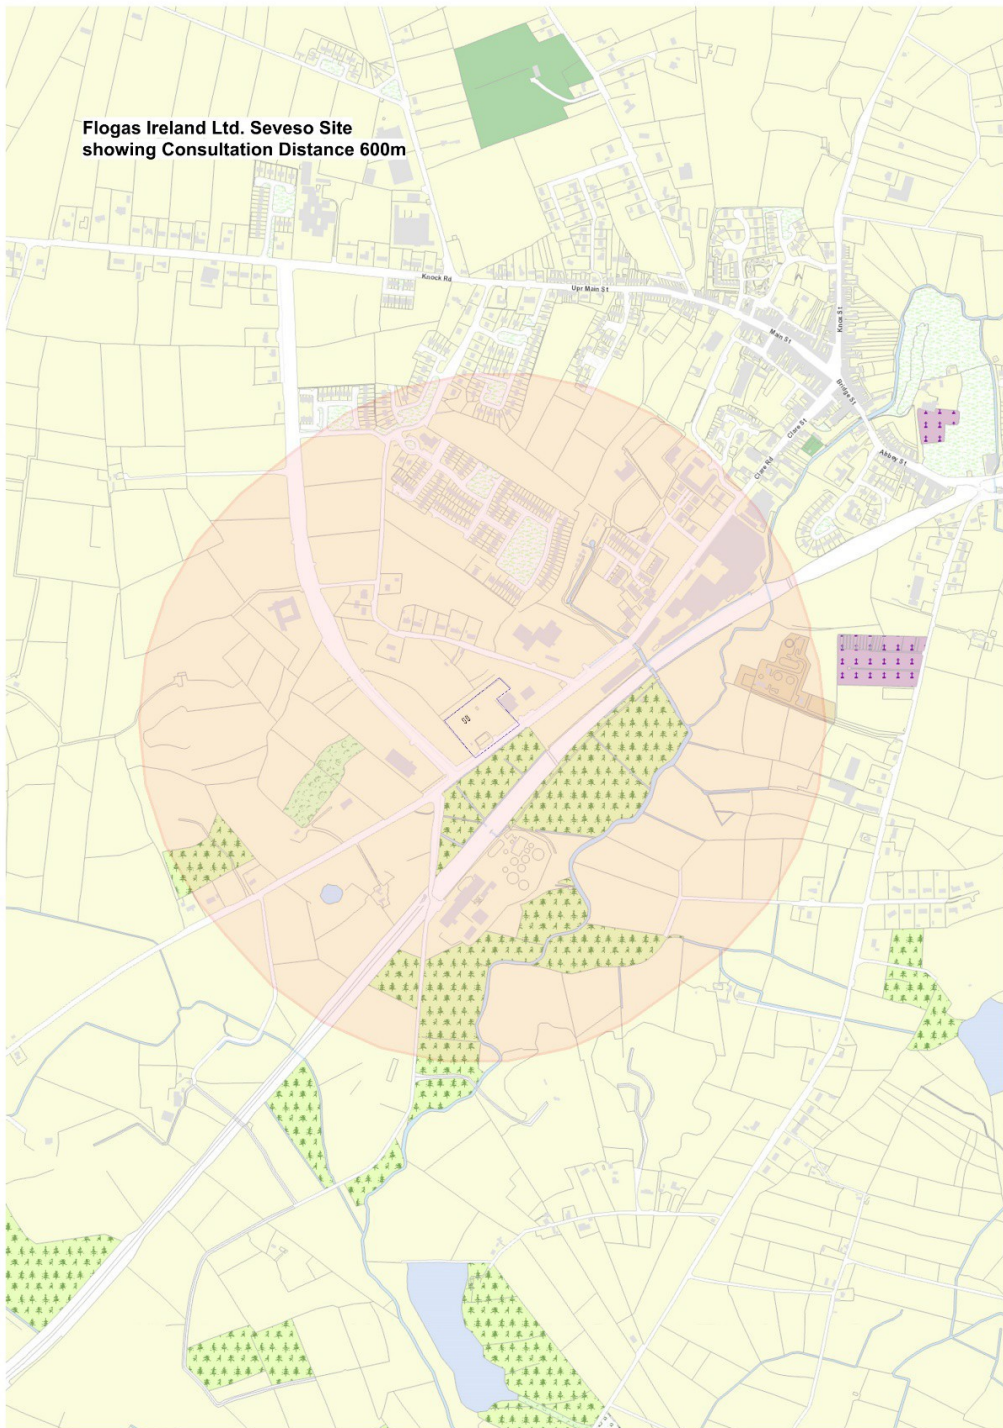 Flogas Ireland Ltd. Seveso Site
showing Consultation Distance 600m
Knock Rd
Upr Main St
Main St
Knox St
Bridge St
Clare St
Clare Rd
Abbey St